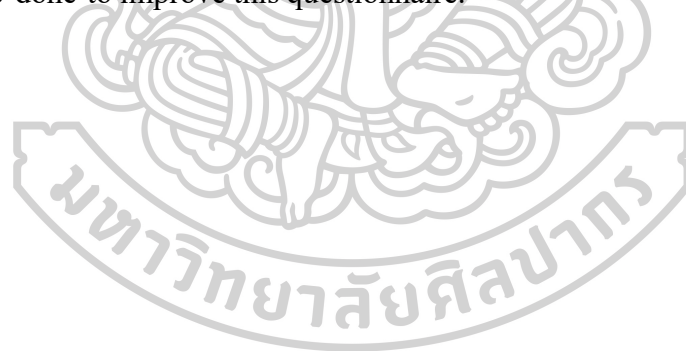 done to improve this questionnaire.
มหาวิทยาลัยศิลปากร